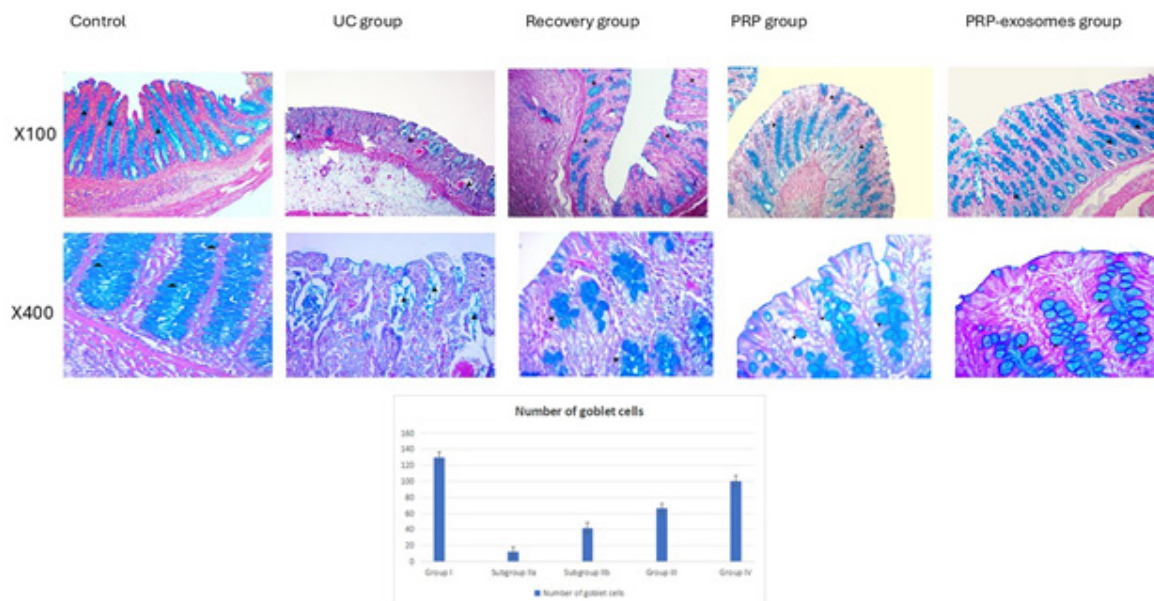 Control UC group Recovery group PRP group PRP-exosomes group
X100
X400
Number of goblet cells
160
140
120
100
80
60
40
20
0
Group I Subgroup IIa Subgroup IIb Group III Group IV
Number of goblet cells